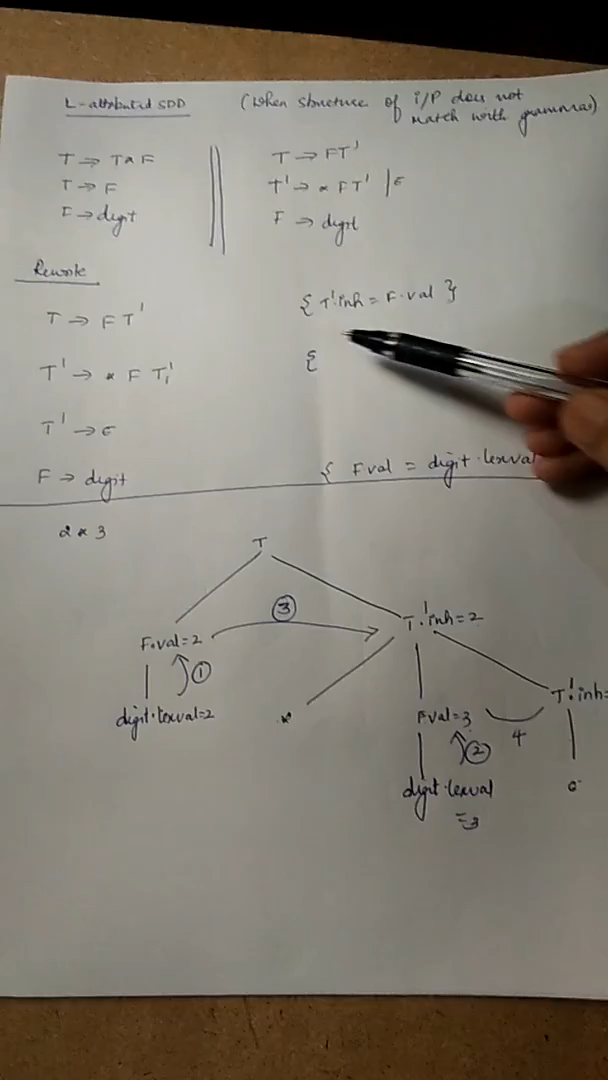 L-attributed SDD (When structure of i/P does not
match with grammar)
T → T * F T → FT'
T → F T' → * FT' | ϵ
F → digit F → digit
Rewrite
T → F T' { T'.inh = F.val }
T' → * F T₁' {
T' → ϵ
F → digit { F.val = digit.lexval
2 * 3
T
③
F.val = 2 T.'inh = 2
①
digit.lexval = 2 * F.val = 3 T'.inh =
4
②
digit.lexval ϵ
= 3